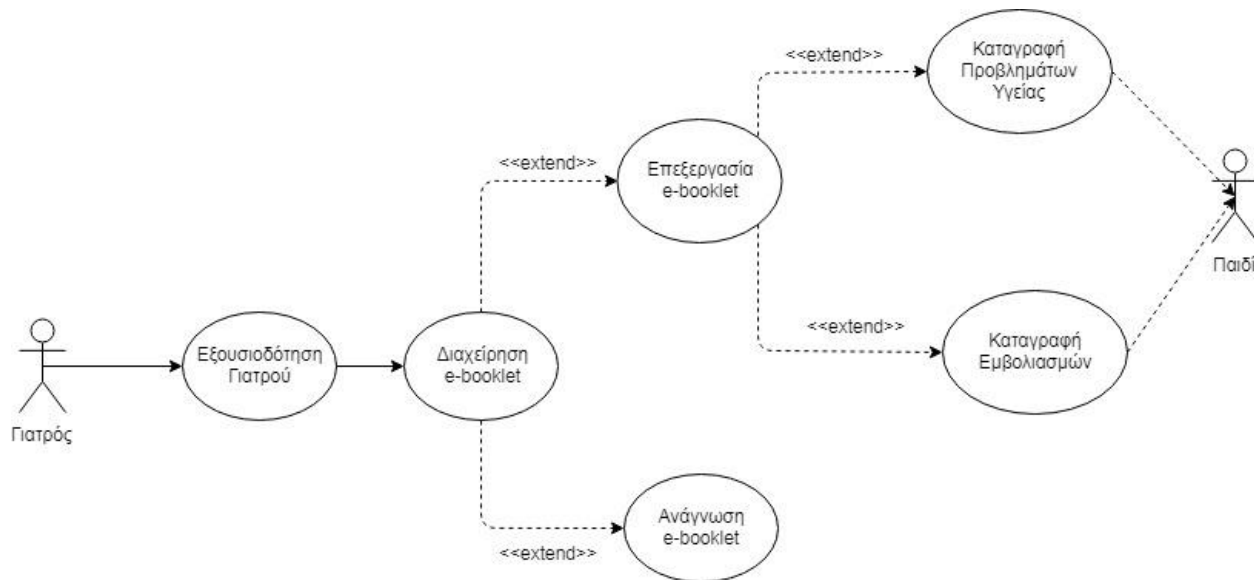 <<extend>>
Καταγραφή
Προβλημάτων
Υγείας
<<extend>>
Επεξεργασία
e-booklet
Παιδί
<<extend>>
Καταγραφή
Εμβολιασμών
Εξουσιοδότηση
Γιατρού
Διαχείρηση
e-booklet
Γιατρός
Ανάγνωση
e-booklet
<<extend>>